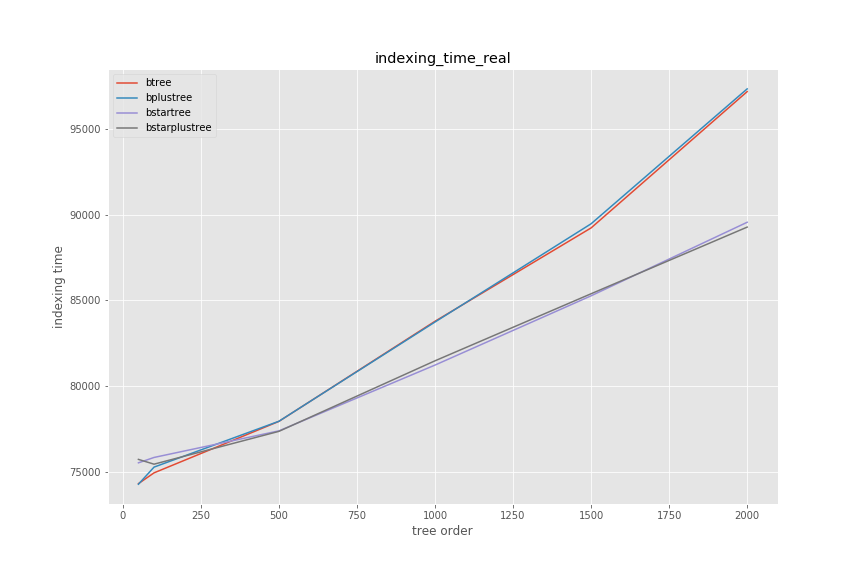 indexing_time_real
btree
bplustree
bstartree
bstarplustree
95000
90000
85000
80000
75000
indexing time
0 250 500 750 1000 1250 1500 1750 2000
tree order